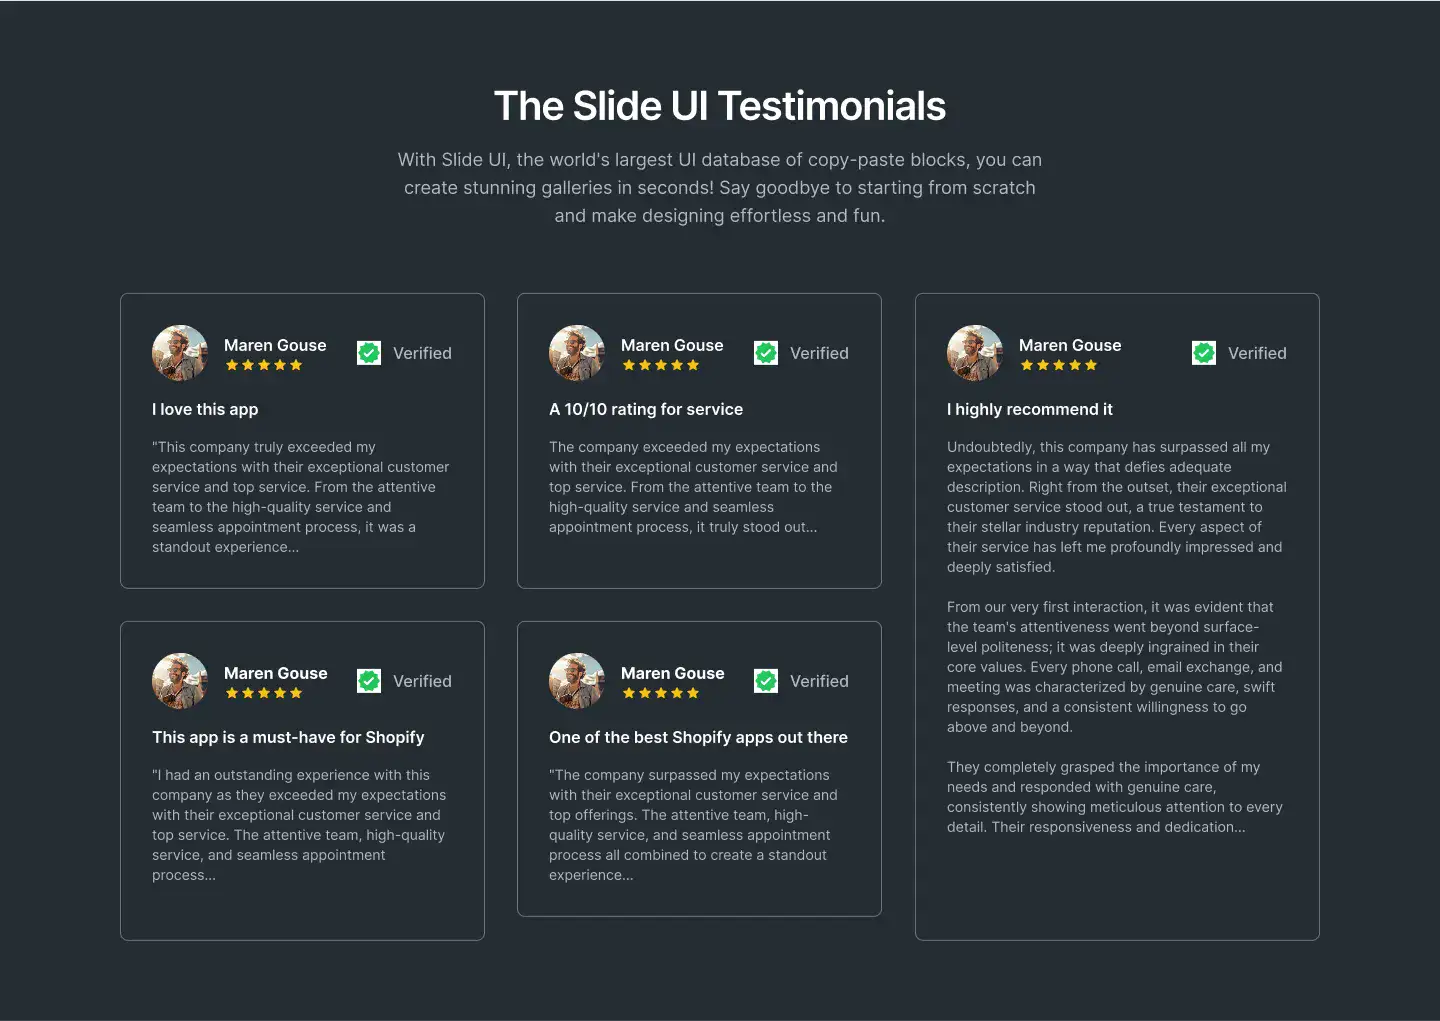 The Slide UI Testimonials
With Slide UI, the world's largest UI database of copy-paste blocks, you can
create stunning galleries in seconds! Say goodbye to starting from scratch
and make designing effortless and fun.
Maren Gouse
Verified
I love this app
"This company truly exceeded my
expectations with their exceptional customer
service and top service. From the attentive
team to the high-quality service and
seamless appointment process, it was a
standout experience...
Maren Gouse
Verified
A 10/10 rating for service
The company exceeded my expectations
with their exceptional customer service and
top service. From the attentive team to the
high-quality service and seamless
appointment process, it truly stood out...
Maren Gouse
Verified
I highly recommend it
Undoubtedly, this company has surpassed all my
expectations in a way that defies adequate
description. Right from the outset, their exceptional
customer service stood out, a true testament to
their stellar industry reputation. Every aspect of
their service has left me profoundly impressed and
deeply satisfied.
From our very first interaction, it was evident that
the team's attentiveness went beyond surface-
level politeness; it was deeply ingrained in their
core values. Every phone call, email exchange, and
meeting was characterized by genuine care, swift
responses, and a consistent willingness to go
above and beyond.
They completely grasped the importance of my
needs and responded with genuine care,
consistently showing meticulous attention to every
detail. Their responsiveness and dedication...
Maren Gouse
Verified
This app is a must-have for Shopify
"I had an outstanding experience with this
company as they exceeded my expectations
with their exceptional customer service and
top service. The attentive team, high-quality
service, and seamless appointment
process...
Maren Gouse
Verified
One of the best Shopify apps out there
"The company surpassed my expectations
with their exceptional customer service and
top offerings. The attentive team, high-
quality service, and seamless appointment
process all combined to create a standout
experience...